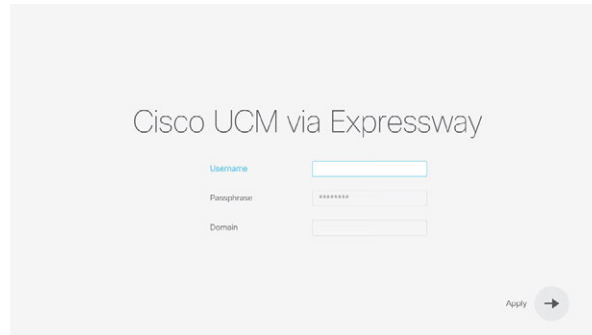 Cisco UCM via Expressway
Username
Passphrase ********
Domain
Apply